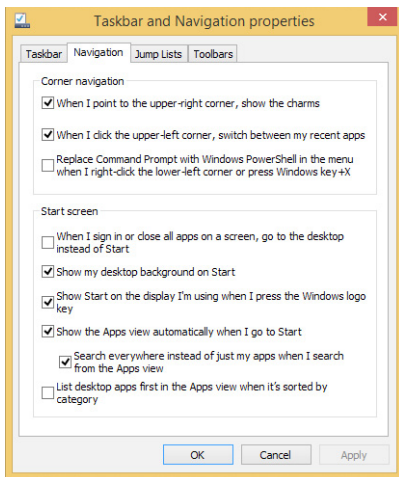 Taskbar and Navigation properties
Taskbar Navigation Jump Lists Toolbars
Corner navigation
When I point to the upper-right corner, show the charms
When I click the upper-left corner, switch between my recent apps
Replace Command Prompt with Windows PowerShell in the menu
when I right-click the lower-left corner or press Windows key+X
Start screen
When I sign in or close all apps on a screen, go to the desktop
instead of Start
Show my desktop background on Start
Show Start on the display I'm using when I press the Windows logo
key
Show the Apps view automatically when I go to Start
Search everywhere instead of just my apps when I search
from the Apps view
List desktop apps first in the Apps view when it's sorted by
category
OK Cancel Apply